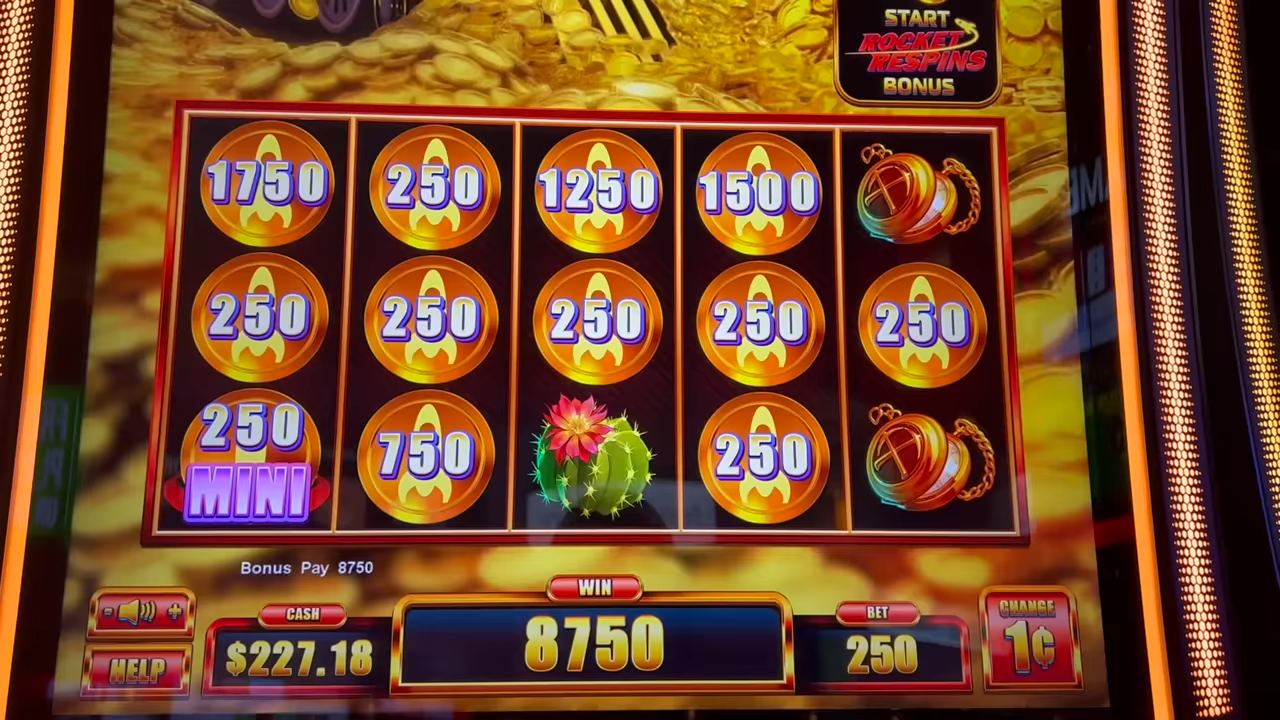 START
ROCKET
RESPINS
BONUS
1750 250 1250 1500
250 250 250 250 250
250 750 250
MINI
Bonus Pay 8750
WIN
CASH BET CHANGE
- + $227.18 8750 250 1¢
HELP